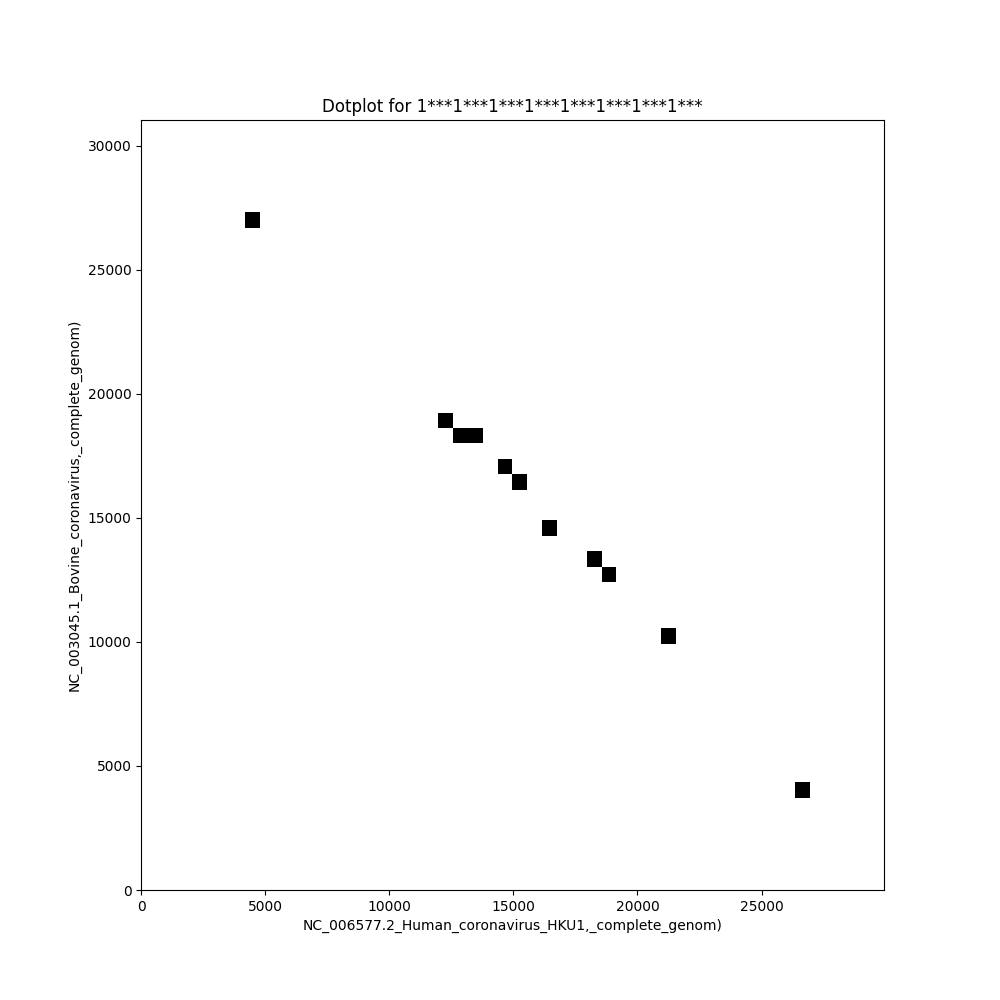 Dotplot for 1***1***1***1***1***1***1***1***
30000
25000
20000
15000
10000
5000
0
NC_003045.1_Bovine_coronavirus,_complete_genom)
0 5000 10000 15000 20000 25000
NC_006577.2_Human_coronavirus_HKU1,_complete_genom)